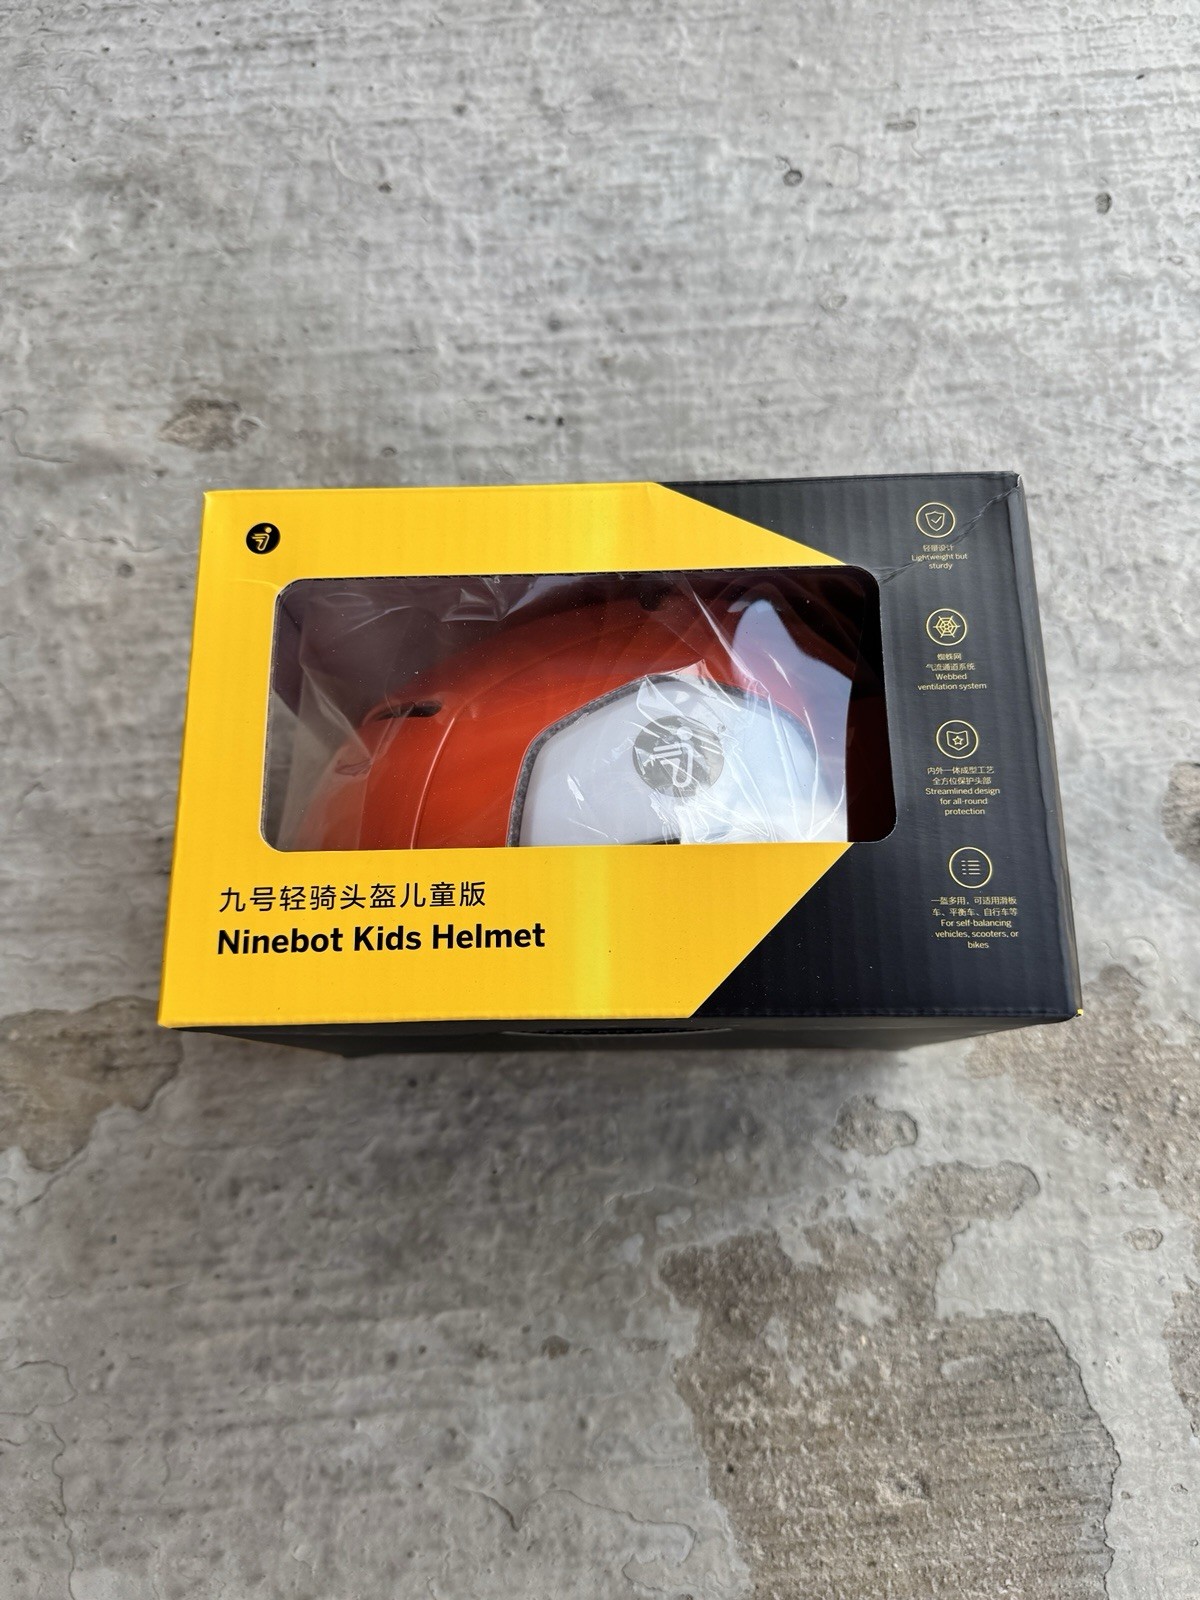 九号轻骑头盔儿童版
Ninebot Kids Helmet
轻量设计
Lightweight but
sturdy
蜘蛛网
气流通道系统
Webbed
ventilation system
内外一体成型工艺
全方位保护头部
Streamlined design
for all-round
protection
一盔多用，可适用滑板
车、平衡车、自行车等
For self-balancing
vehicles, scooters, or
bikes